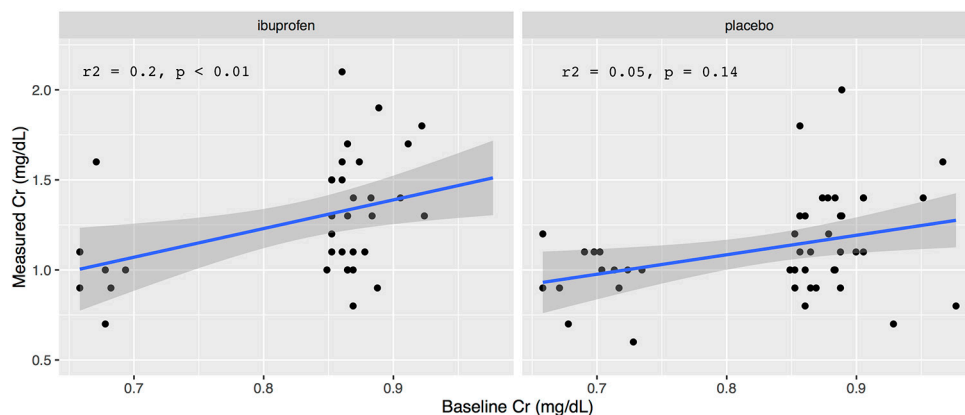 ibuprofen
placebo
r2 = 0.2, p < 0.01
r2 = 0.05, p = 0.14
Measured Cr (mg/dL)
2.0
1.5
1.0
0.5
0.7
0.8
0.9
0.7
0.8
0.9
Baseline Cr (mg/dL)